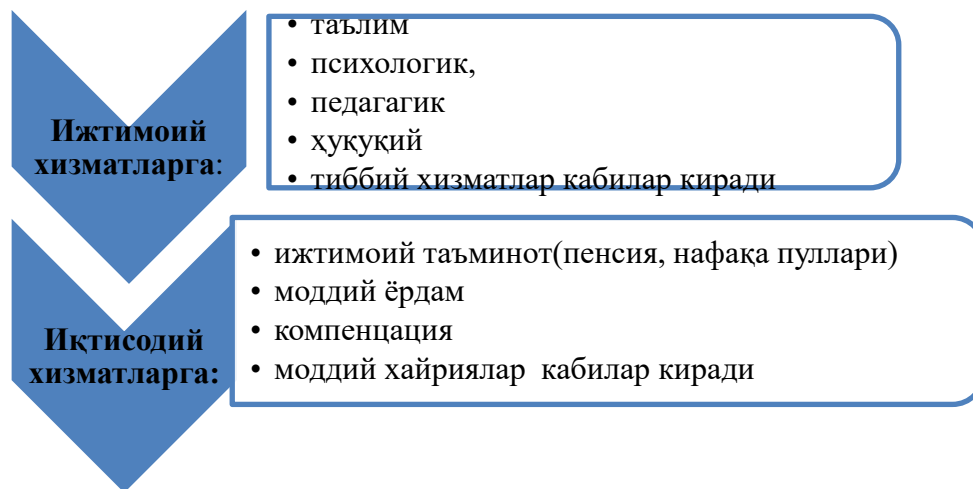 Ижтимоий
хизматларга:
• таълим
• психологик,
• педагагик
• ҳуқуқий
• тиббий хизматлар кабилар киради
Иқтисодий
хизматларга:
• ижтимоий таъминот(пенсия, нафақа пуллари)
• моддий ёрдам
• компенцация
• моддий хайриялар кабилар киради